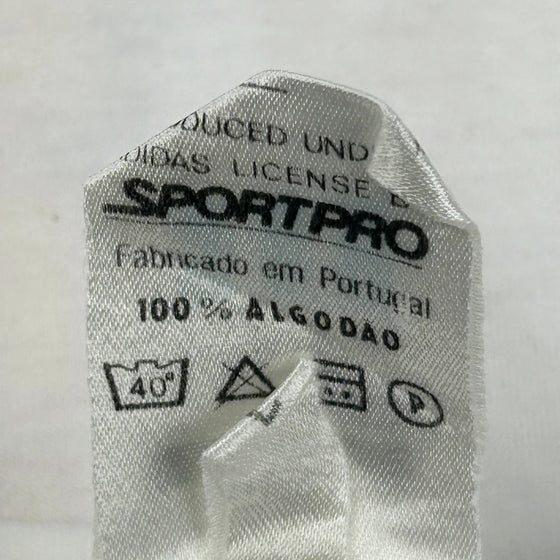 ODUCED UND
DIDAS LICENSE B
SPORTPRO
Fabricado em Portugal
100% ALGODAO
40° P